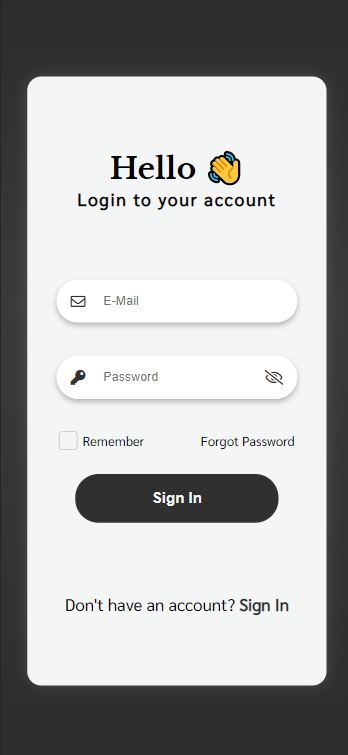 Hello 👋
Login to your account
E-Mail
Password
Remember Forgot Password
Sign In
Don't have an account? Sign In